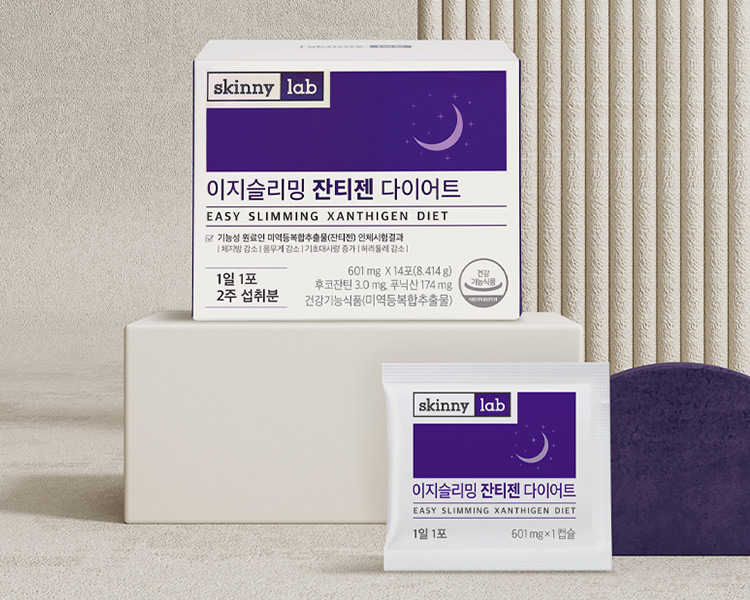 skinny lab
skinny lab
이지슬리밍 잔티젠 다이어트
EASY SLIMMING XANTHIGEN DIET
기능성 원료인 미역등복합추출물(잔티젠) 인체시험결과
| 체지방 감소 | 몸무게 감소 | 기초대사량 증가 | 허리둘레 감소 |
1일 1포
2주 섭취분
601 mg X 14포(8.414 g)
후코잔틴 3.0 mg, 푸닉산 174 mg
건강기능식품(미역등복합추출물)
건강
기능식품
skinny lab
이지슬리밍 잔티젠 다이어트
EASY SLIMMING XANTHIGEN DIET
1일 1포
601 mg×1캡슐